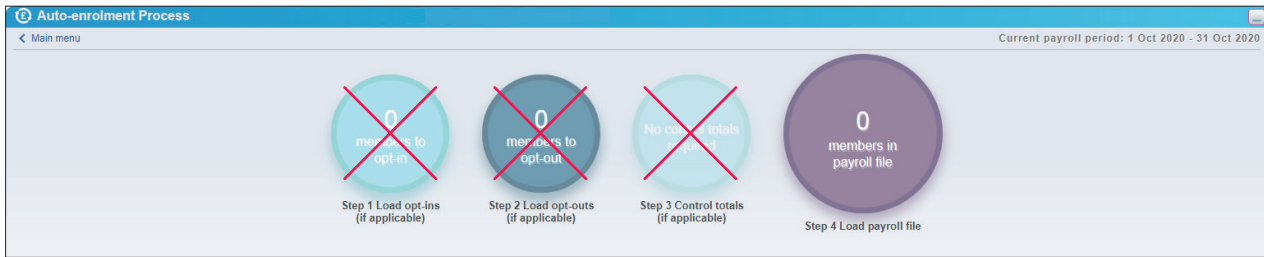 Auto-enrolment Process
Main menu
Current payroll period: 1 Oct 2020 - 31 Oct 2020
0
members to
opt-in
0
members to
opt-out
No control totals
required
0
members in
payroll file
Step 1 Load opt-ins
(if applicable)
Step 2 Load opt-outs
(if applicable)
Step 3 Control totals
(if applicable)
Step 4 Load payroll file